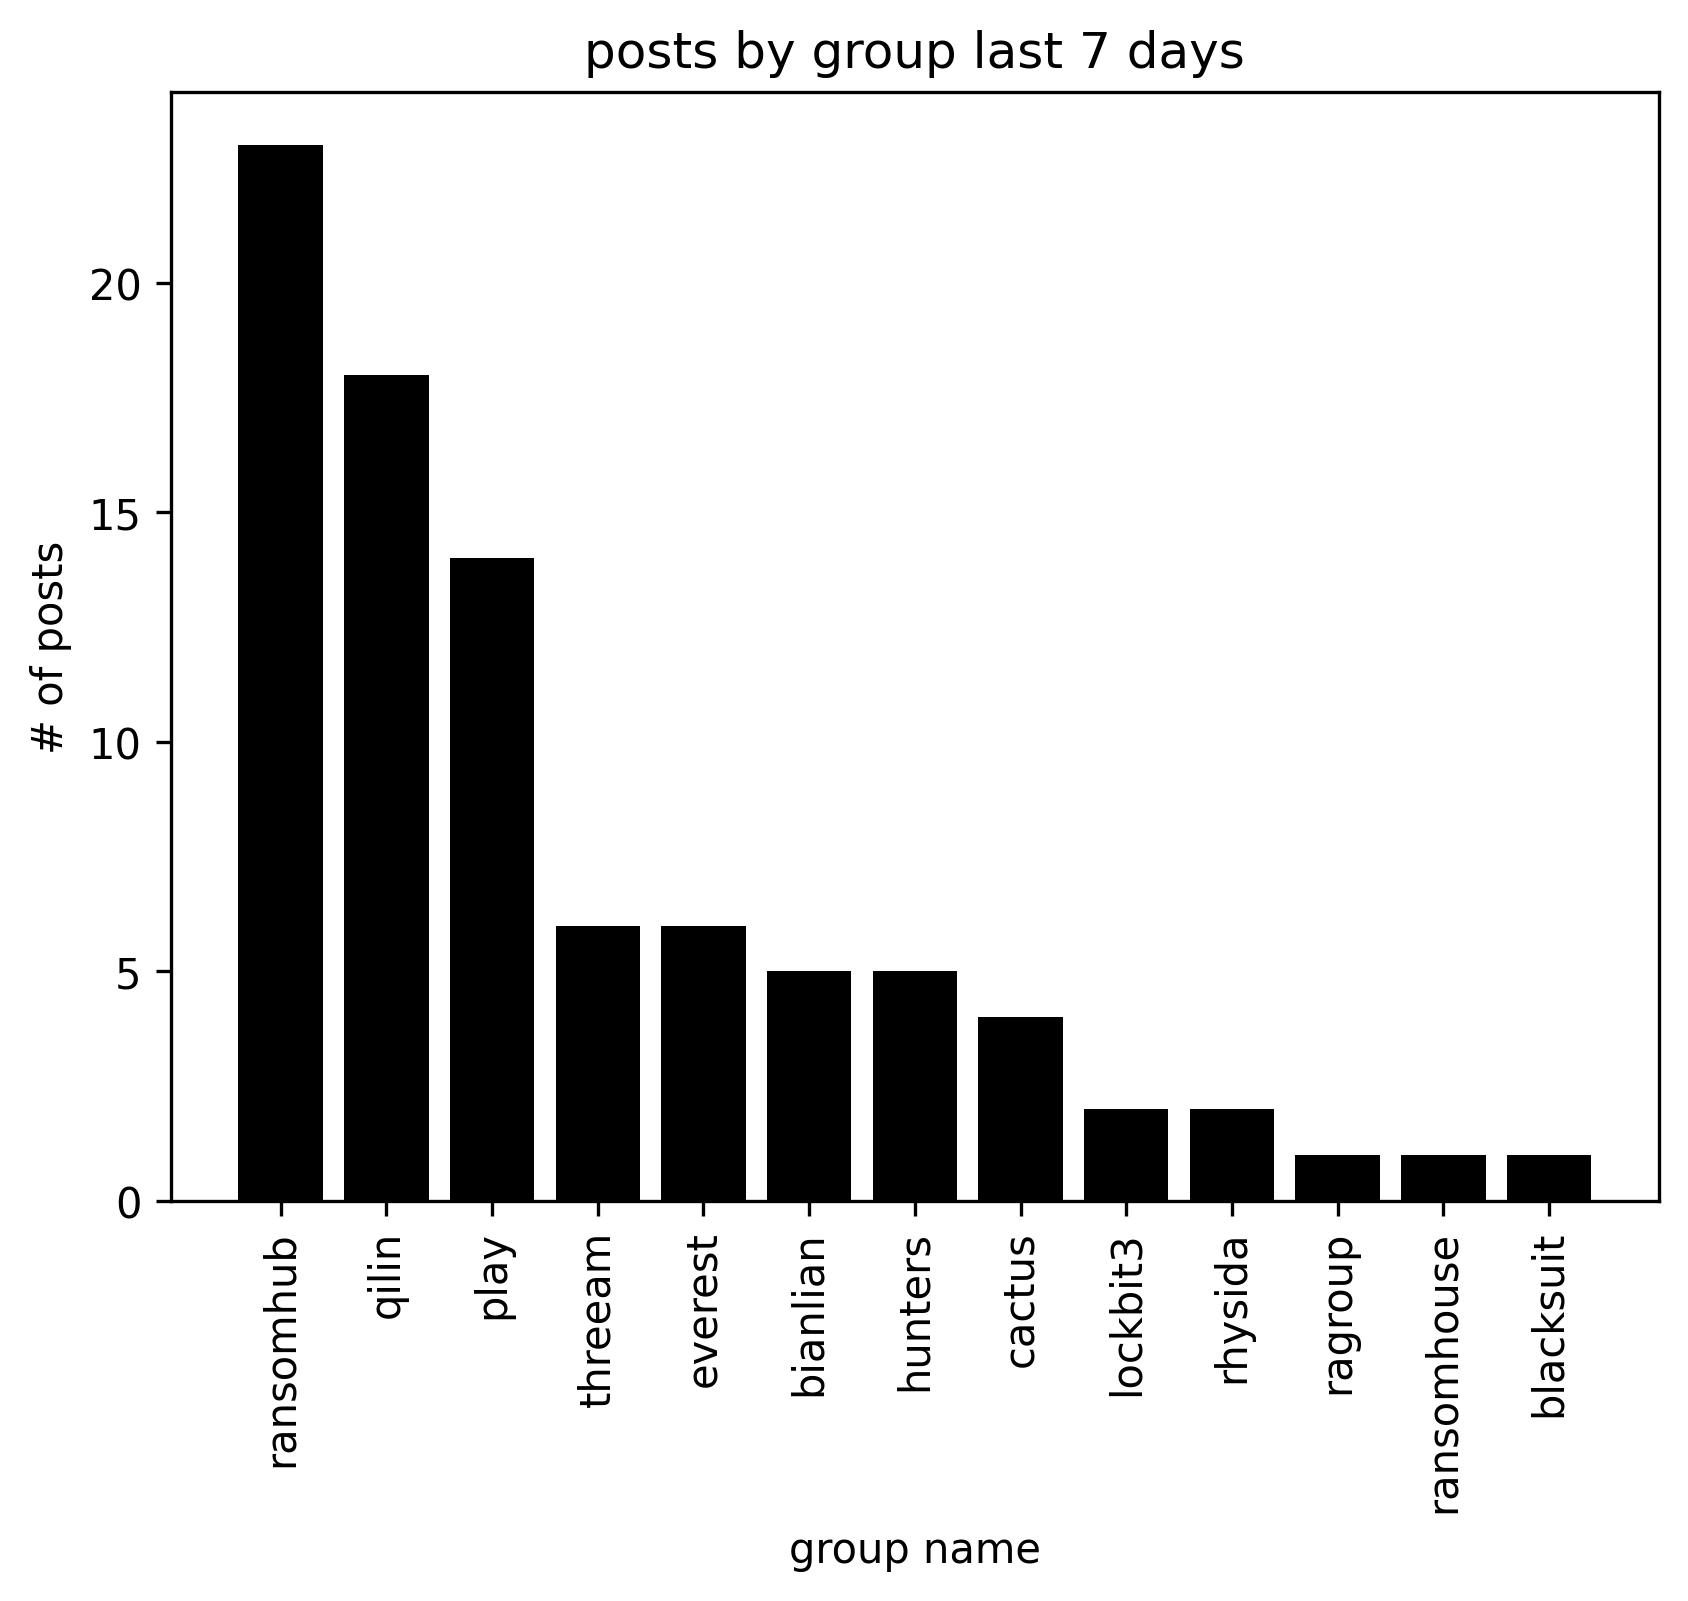 posts by group last 7 days
# of posts
20
15
10
5
0
ransomhub
qilin
play
threeam
everest
bianlian
hunters
cactus
lockbit3
rhysida
ragroup
ransomhouse
blacksuit
group name